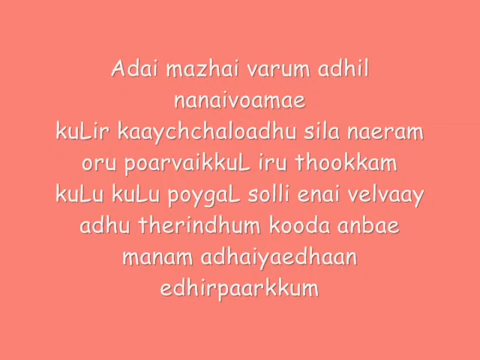 Adai mazhai varum adhil
nanaivoamae
kuLir kaaychchaloadhu sila naeram
oru poarvaikkuL iru thookkam
kuLu kuLu poygaL solli enai velvaay
adhu therindhum kooda anbae
manam adhaiyaedhaan
edhirpaarkkum